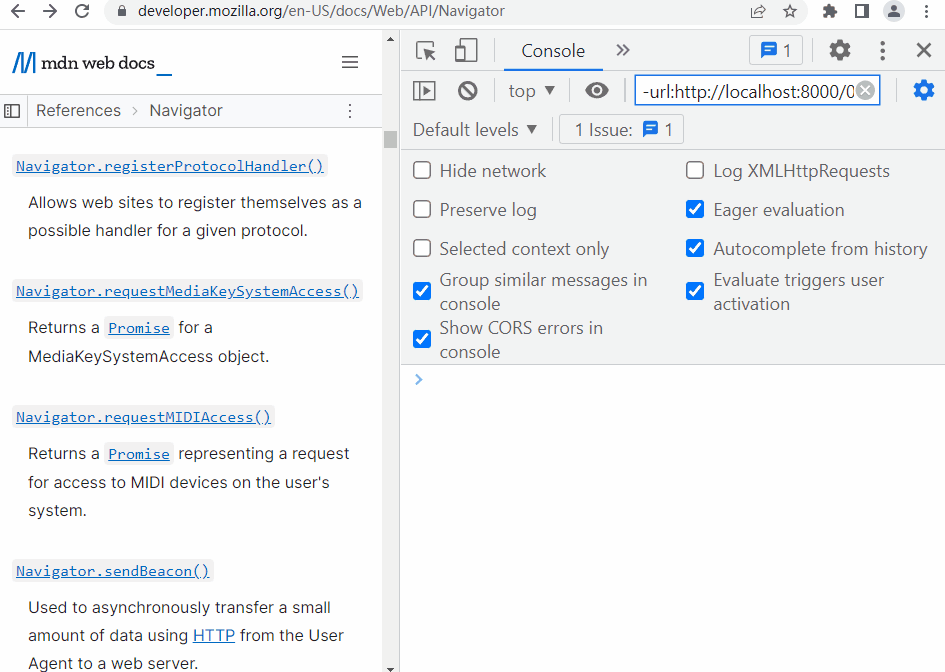 developer.mozilla.org/en-US/docs/Web/API/Navigator
mdn web docs_
References > Navigator
Navigator.registerProtocolHandler()
Allows web sites to register themselves as a
possible handler for a given protocol.
Navigator.requestMediaKeySystemAccess()
Returns a Promise for a
MediaKeySystemAccess object.
Navigator.requestMIDIAccess()
Returns a Promise representing a request
for access to MIDI devices on the user's
system.
Navigator.sendBeacon()
Used to asynchronously transfer a small
amount of data using HTTP from the User
Agent to a web server.
Console
1
top
-url:http://localhost:8000/0
Default levels
1 Issue: 1
Hide network
Log XMLHttpRequests
Preserve log
Eager evaluation
Selected context only
Autocomplete from history
Group similar messages in
console
Evaluate triggers user
activation
Show CORS errors in
console